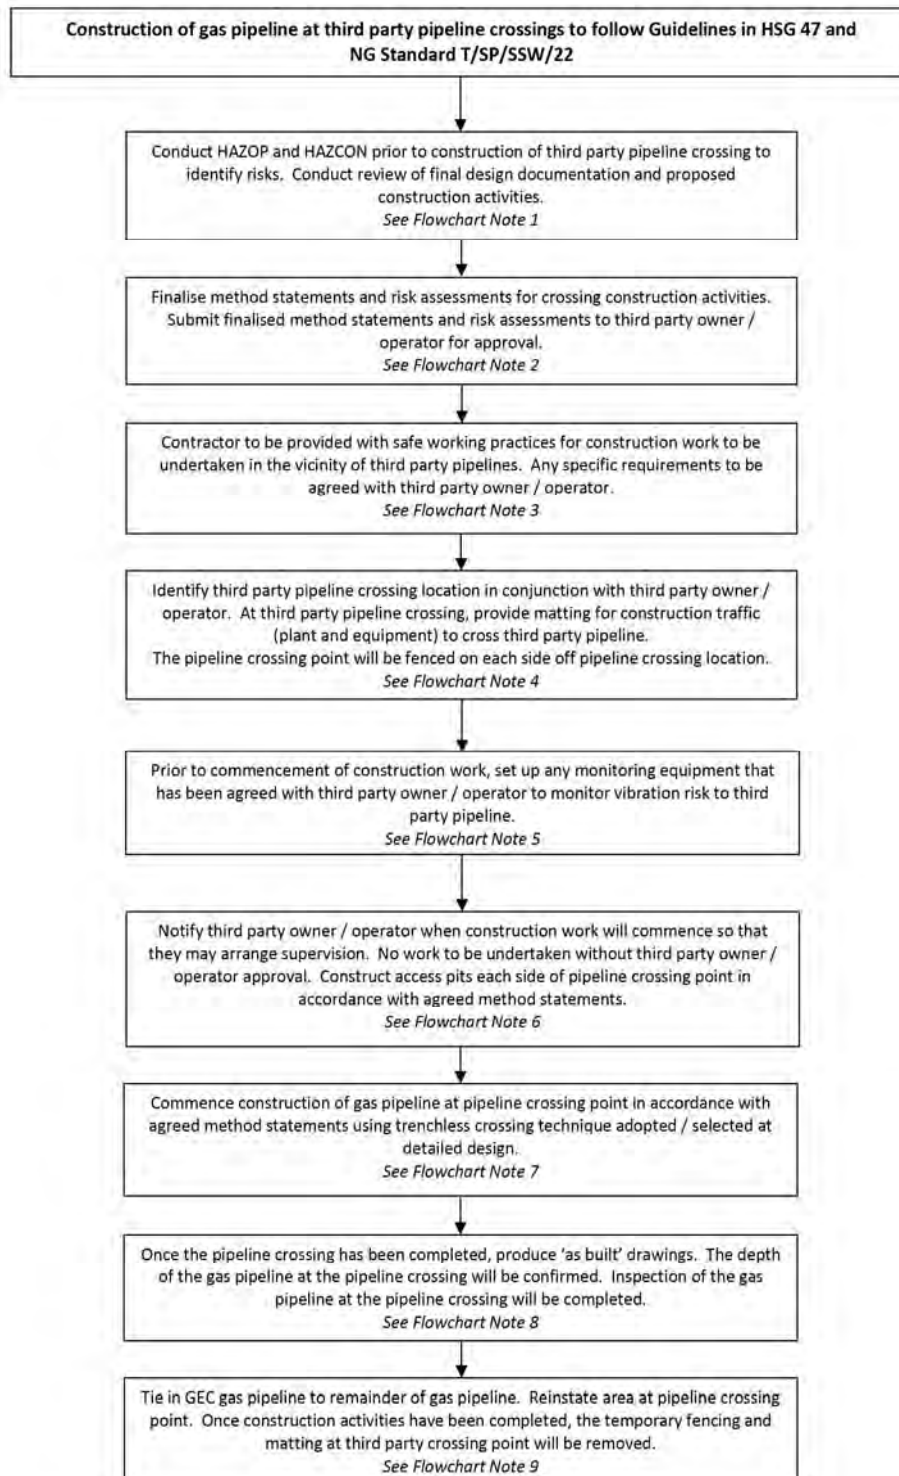 Construction of gas pipeline at third party pipeline crossings to follow Guidelines in HSG 47 and
NG Standard T/SP/SSW/22
Conduct HAZOP and HAZCON prior to construction of third party pipeline crossing to
identify risks. Conduct review of final design documentation and proposed
construction activities.
See Flowchart Note 1
Finalise method statements and risk assessments for crossing construction activities.
Submit finalised method statements and risk assessments to third party owner /
operator for approval.
See Flowchart Note 2
Contractor to be provided with safe working practices for construction work to be
undertaken in the vicinity of third party pipelines. Any specific requirements to be
agreed with third party owner / operator.
See Flowchart Note 3
Identify third party pipeline crossing location in conjunction with third party owner /
operator. At third party pipeline crossing, provide matting for construction traffic
(plant and equipment) to cross third party pipeline.
The pipeline crossing point will be fenced on each side off pipeline crossing location.
See Flowchart Note 4
Prior to commencement of construction work, set up any monitoring equipment that
has been agreed with third party owner / operator to monitor vibration risk to third
party pipeline.
See Flowchart Note 5
Notify third party owner / operator when construction work will commence so that
they may arrange supervision. No work to be undertaken without third party owner /
operator approval. Construct access pits each side of pipeline crossing point in
accordance with agreed method statements.
See Flowchart Note 6
Commence construction of gas pipeline at pipeline crossing point in accordance with
agreed method statements using trenchless crossing technique adopted / selected at
detailed design.
See Flowchart Note 7
Once the pipeline crossing has been completed, produce ‘as built’ drawings. The depth
of the gas pipeline at the pipeline crossing will be confirmed. Inspection of the gas
pipeline at the pipeline crossing will be completed.
See Flowchart Note 8
Tie in GEC gas pipeline to remainder of gas pipeline. Reinstate area at pipeline crossing
point. Once construction activities have been completed, the temporary fencing and
matting at third party crossing point will be removed.
See Flowchart Note 9